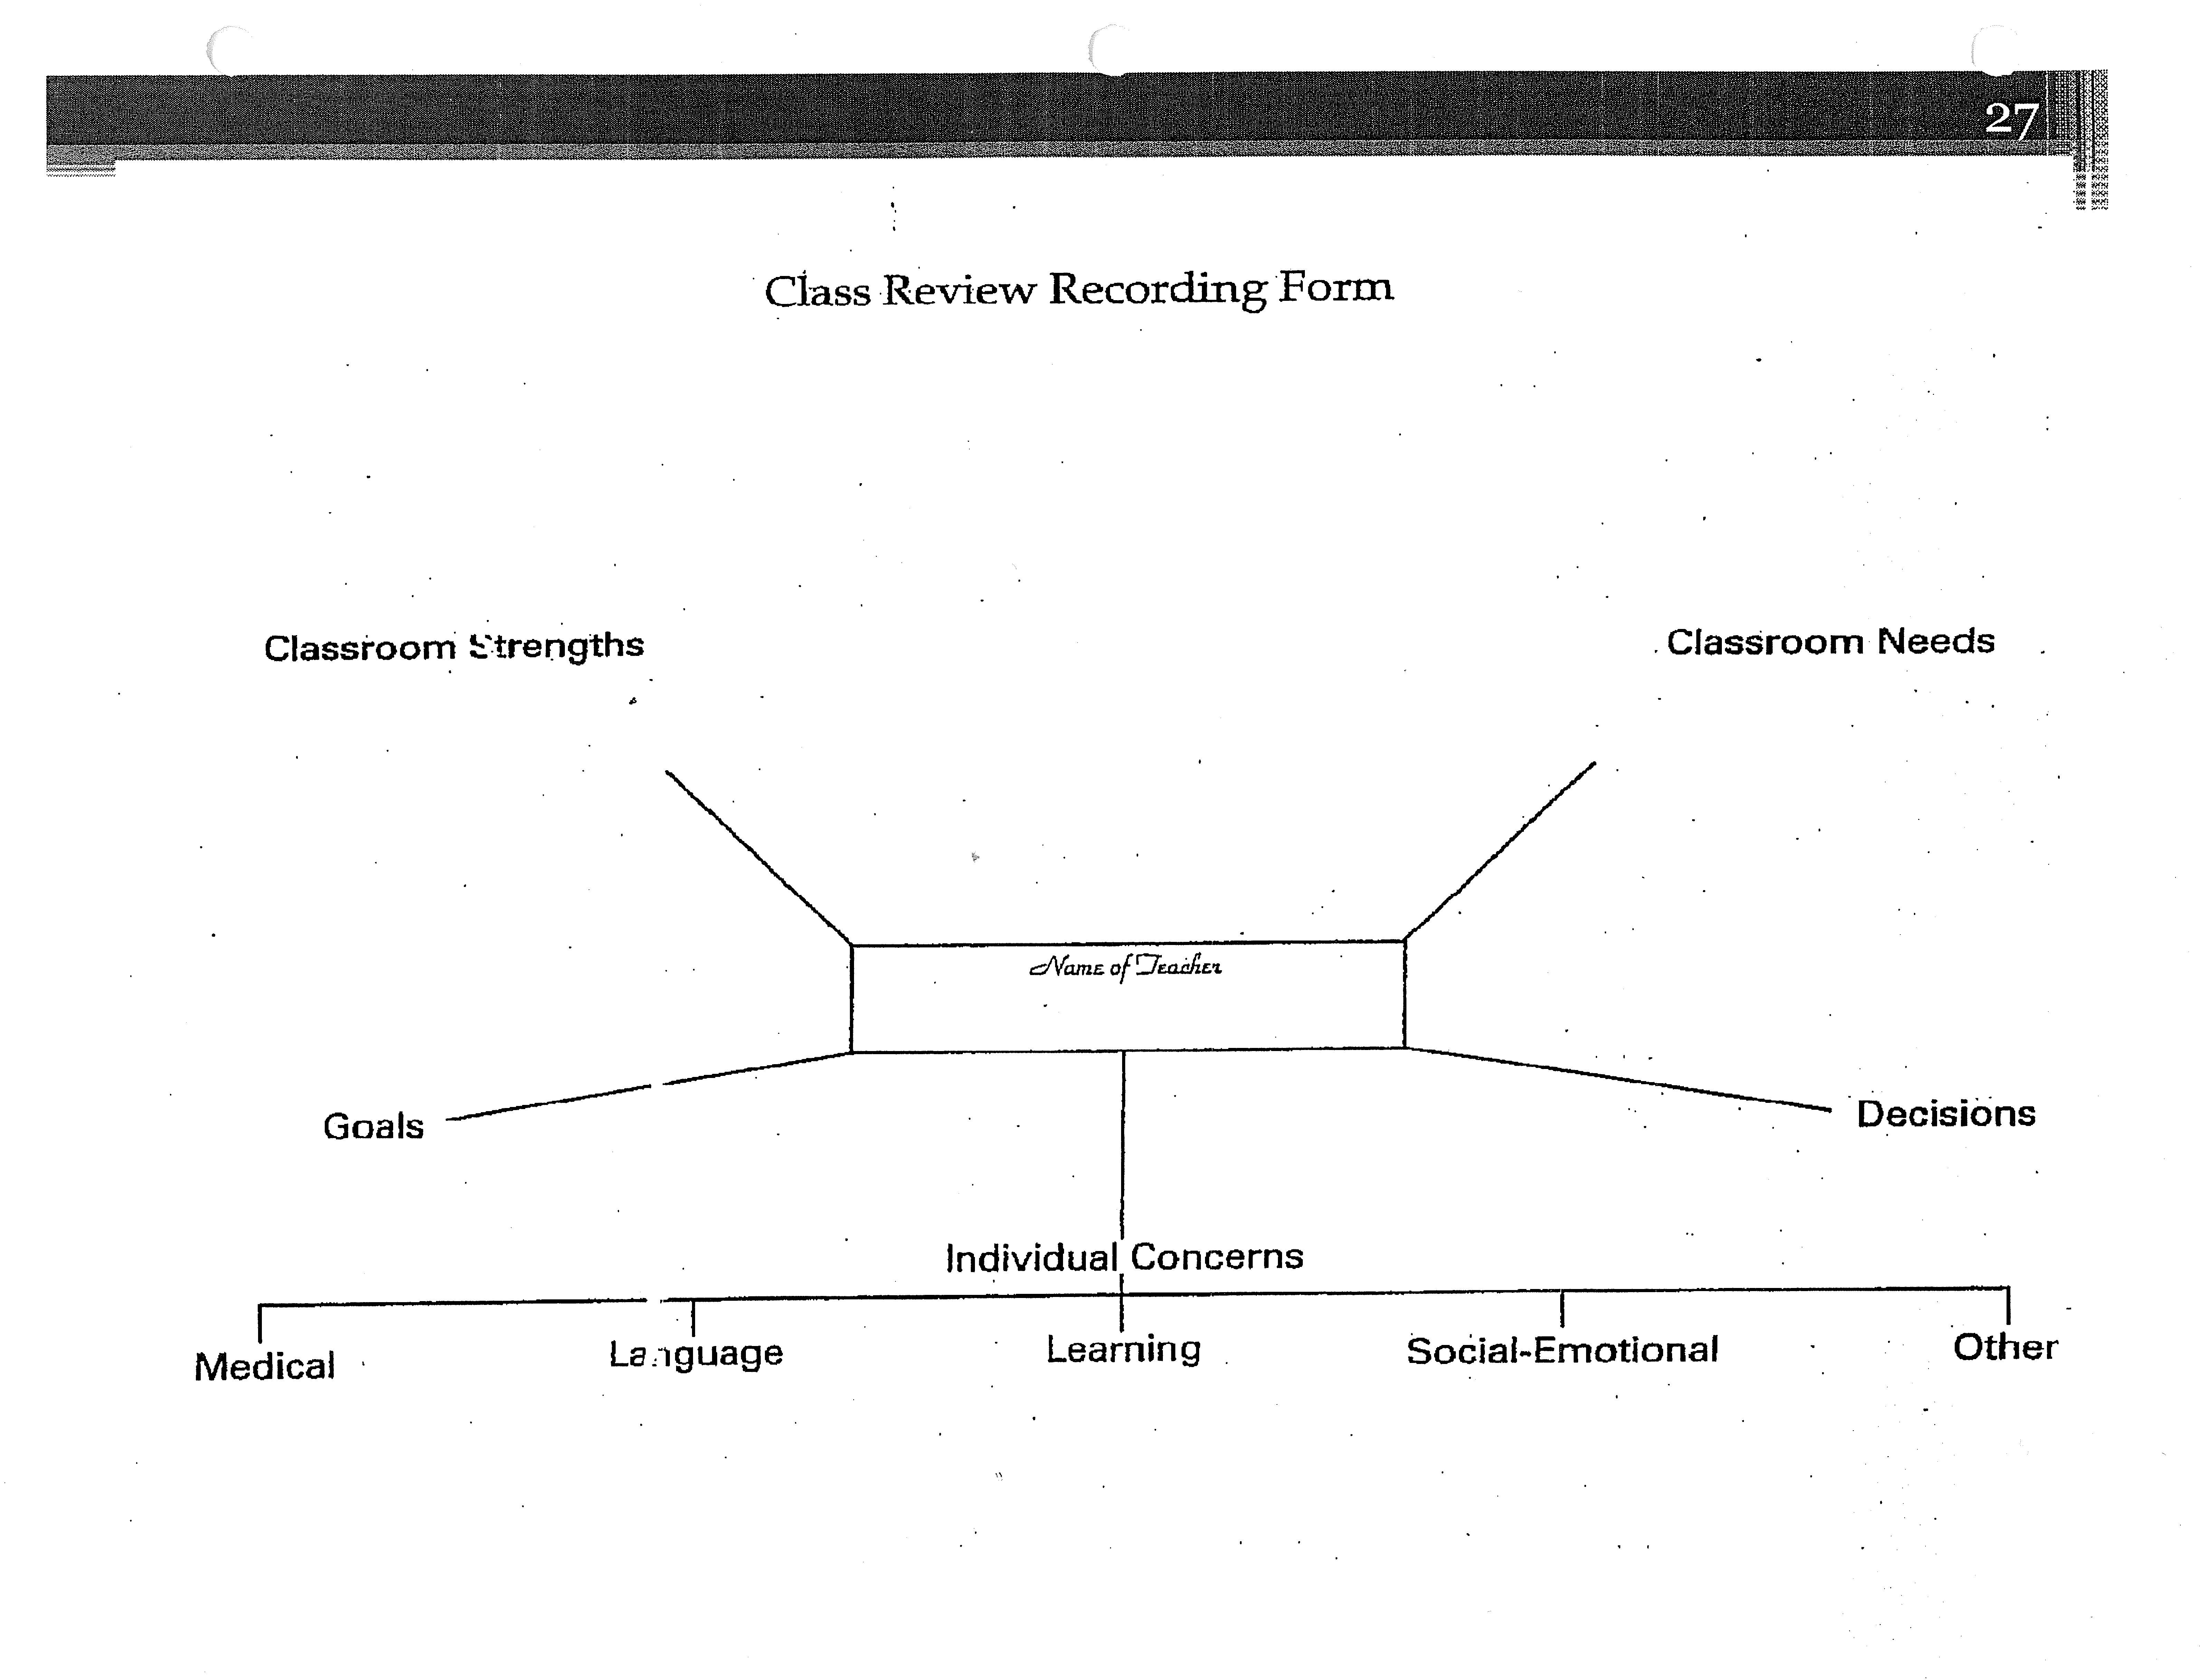 27
Class Review Recording Form
Classroom Strengths
Classroom Needs
Name of Teacher
Goals
Decisions
Individual Concerns
Medical
Language
Learning
Social-Emotional
Other